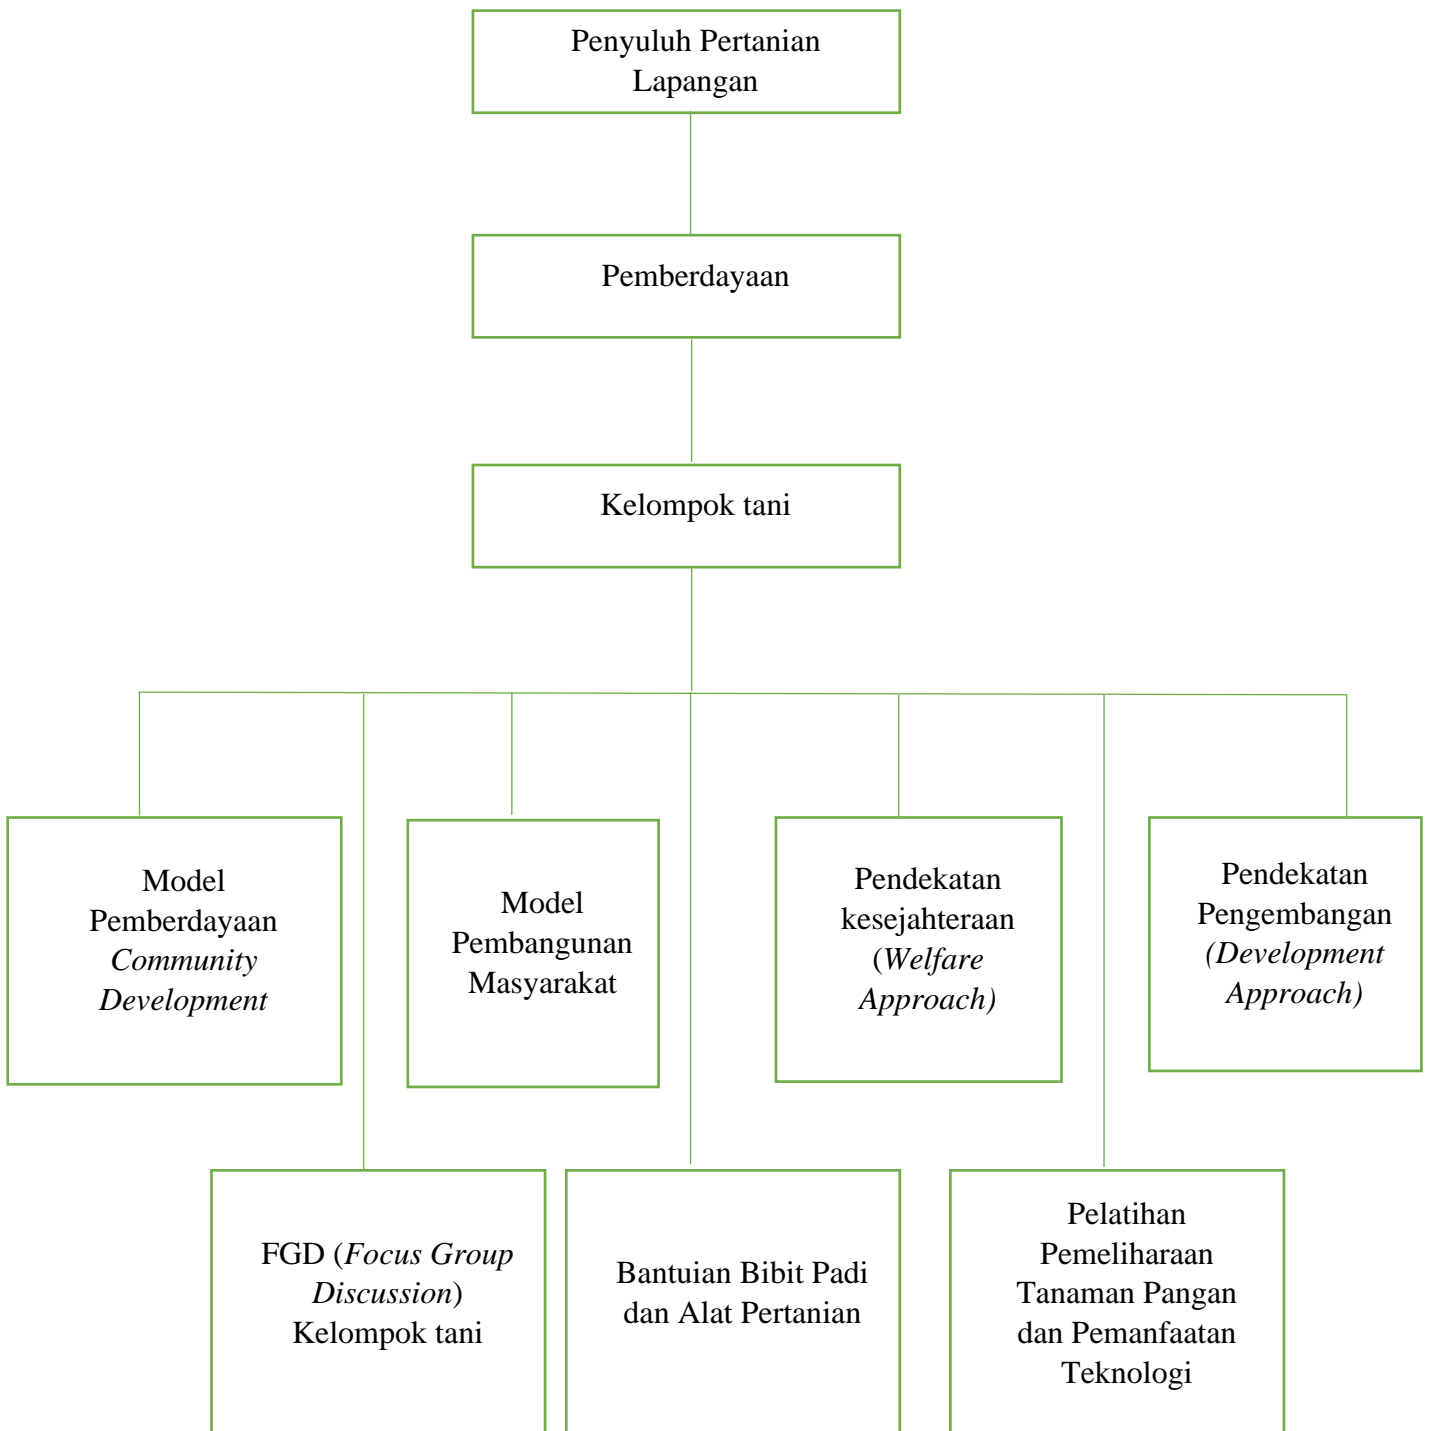 Penyuluh Pertanian
Lapangan
Pemberdayaan
Kelompok tani
Model
Pemberdayaan
Community
Development
Model
Pembangunan
Masyarakat
Pendekatan
kesejahteraan
(Welfare
Approach)
Pendekatan
Pengembangan
(Development
Approach)
FGD (Focus Group
Discussion)
Kelompok tani
Bantuian Bibit Padi
dan Alat Pertanian
Pelatihan
Pemeliharaan
Tanaman Pangan
dan Pemanfaatan
Teknologi